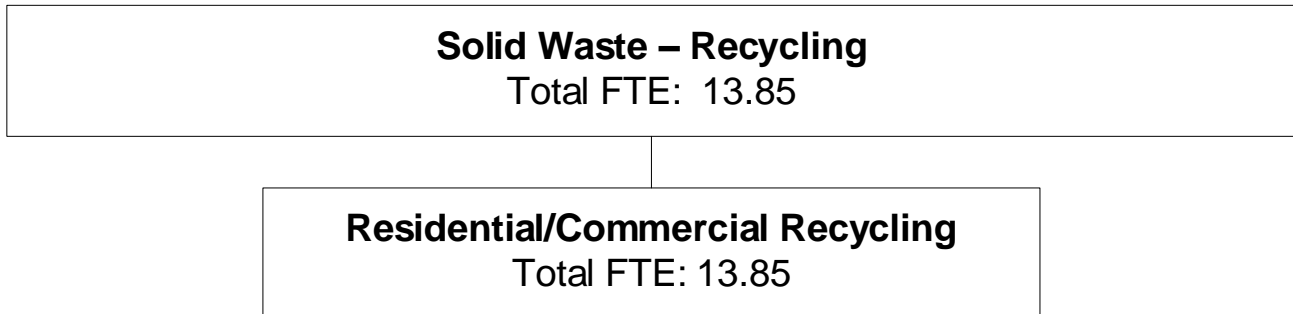 Solid Waste – Recycling
Total FTE:  13.85
Residential/Commercial Recycling
Total FTE: 13.85